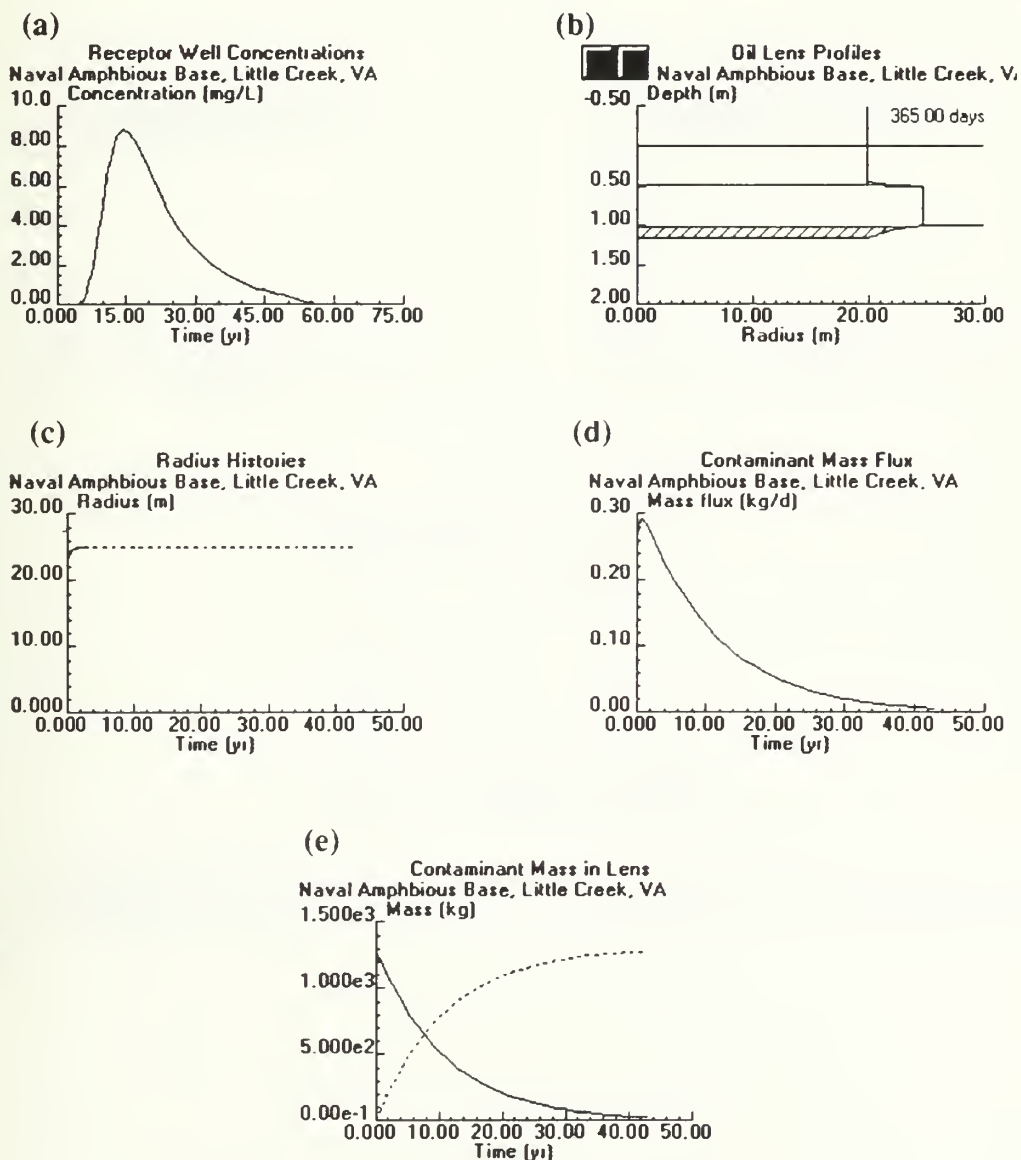 (a)
Receptor Well Concentrations
Naval Amphbious Base, Little Creek, VA
Concentration (mg/L)
10.0
8.00
6.00
4.00
2.00
0.00
0.000 15.00 30.00 45.00 60.00 75.00
Time (yr)
(b)
Oil Lens Profiles
Naval Amphbious Base, Little Creek, VA
Depth (m)
365.00 days
-0.50
0.50
1.00
1.50
2.00
0.000 10.00 20.00 30.00
Radius (m)
(c)
Radius Histories
Naval Amphbious Base, Little Creek, VA
Radius (m)
30.00
20.00
10.00
0.000
0.000 10.00 20.00 30.00 40.00 50.00
Time (yr)
(d)
Contaminant Mass Flux
Naval Amphbious Base, Little Creek, VA
Mass flux (kg/d)
0.30
0.20
0.10
0.00
0.000 10.00 20.00 30.00 40.00 50.00
Time (yr)
(e)
Contaminant Mass in Lens
Naval Amphbious Base, Little Creek, VA
Mass (kg)
1.500e3
1.000e3
5.000e2
0.00e-1
0.000 10.00 20.00 30.00 40.00 50.00
Time (yr)